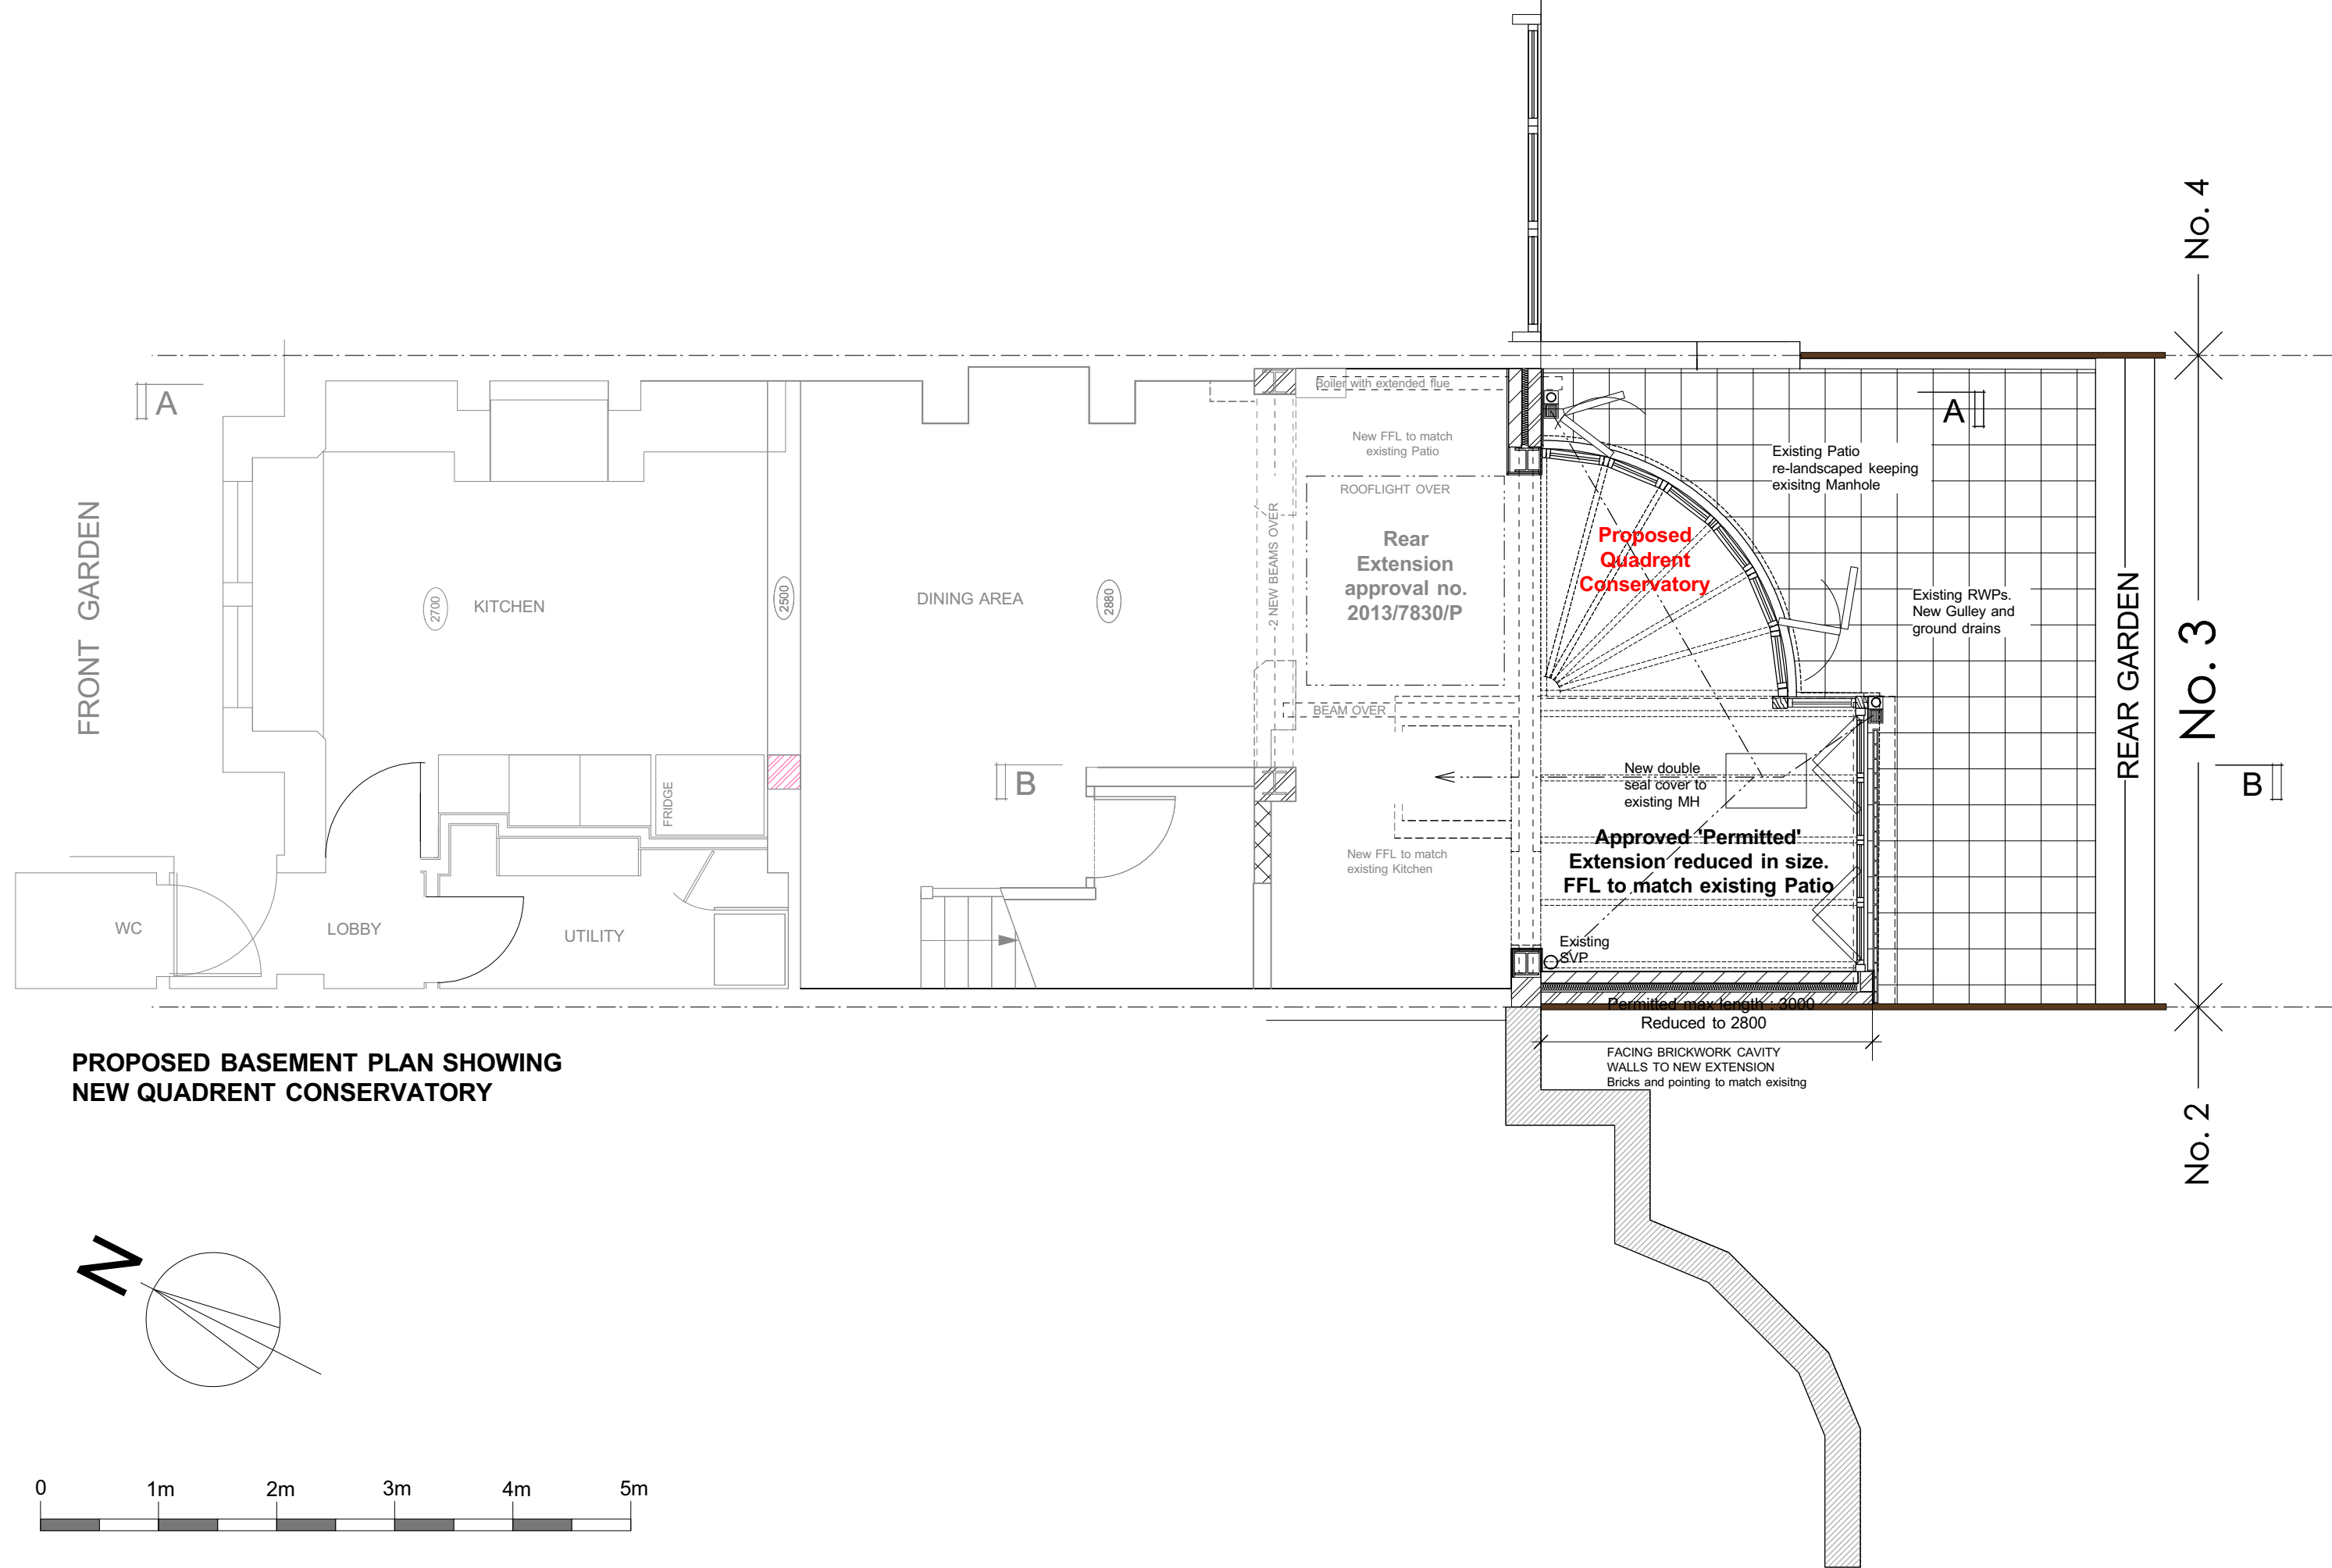 No. 4
A
Boiler with extended flue
A
New FFL to match
existing Patio
Existing Patio
re-landscaped keeping
exisitng Manhole
ROOFLIGHT OVER
FRONT GARDEN
2 NEW BEAMS OVER
Rear
Extension
approval no.
2013/7830/P
Proposed
Quadrent
Conservatory
2700
KITCHEN
2500
DINING AREA
2880
Existing RWPs.
New Gulley and
ground drains
REAR GARDEN
No. 3
BEAM OVER
B
FRIDGE
New double
seal cover to
existing MH
B
Approved 'Permitted'
Extension reduced in size.
FFL to match existing Patio
New FFL to match
existing Kitchen
WC
LOBBY
UTILITY
Existing
SVP
Permitted max length : 3000
Reduced to 2800
FACING BRICKWORK CAVITY
WALLS TO NEW EXTENSION
Bricks and pointing to match exisitng
No. 2
PROPOSED BASEMENT PLAN SHOWING
NEW QUADRENT CONSERVATORY
N
0 1m 2m 3m 4m 5m